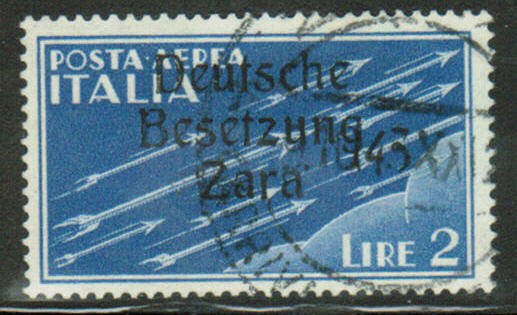 POSTA AEREA
ITALIA
Deutsche
Besetzung
Zara
LIRE 2